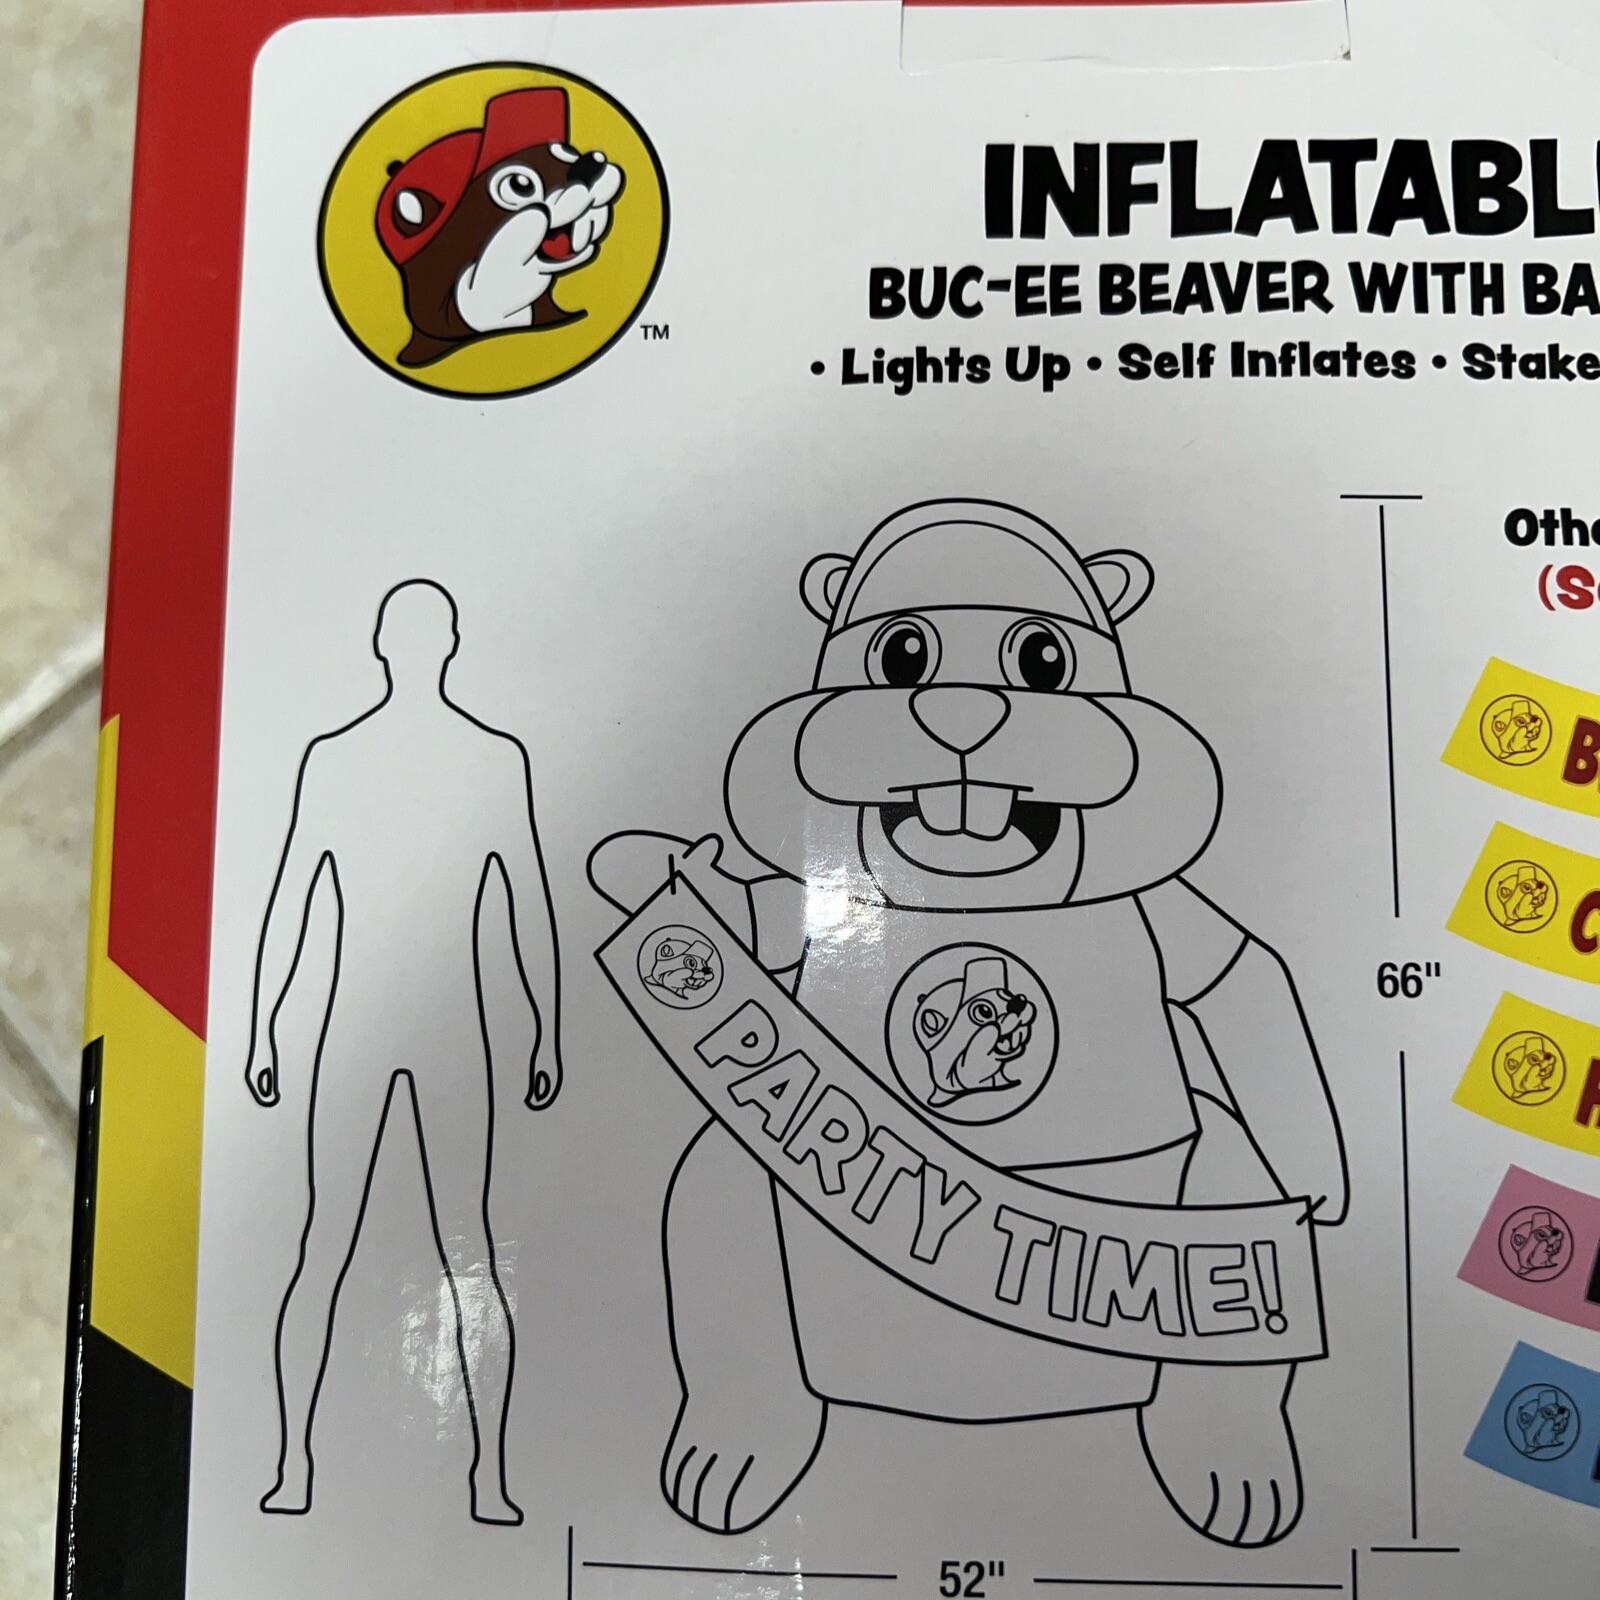 TM
INFLATABL
BUC-EE BEAVER WITH BA
• Lights Up • Self Inflates • Stake
Othe
(S
B
C
66"
PARTY TIME!
52"